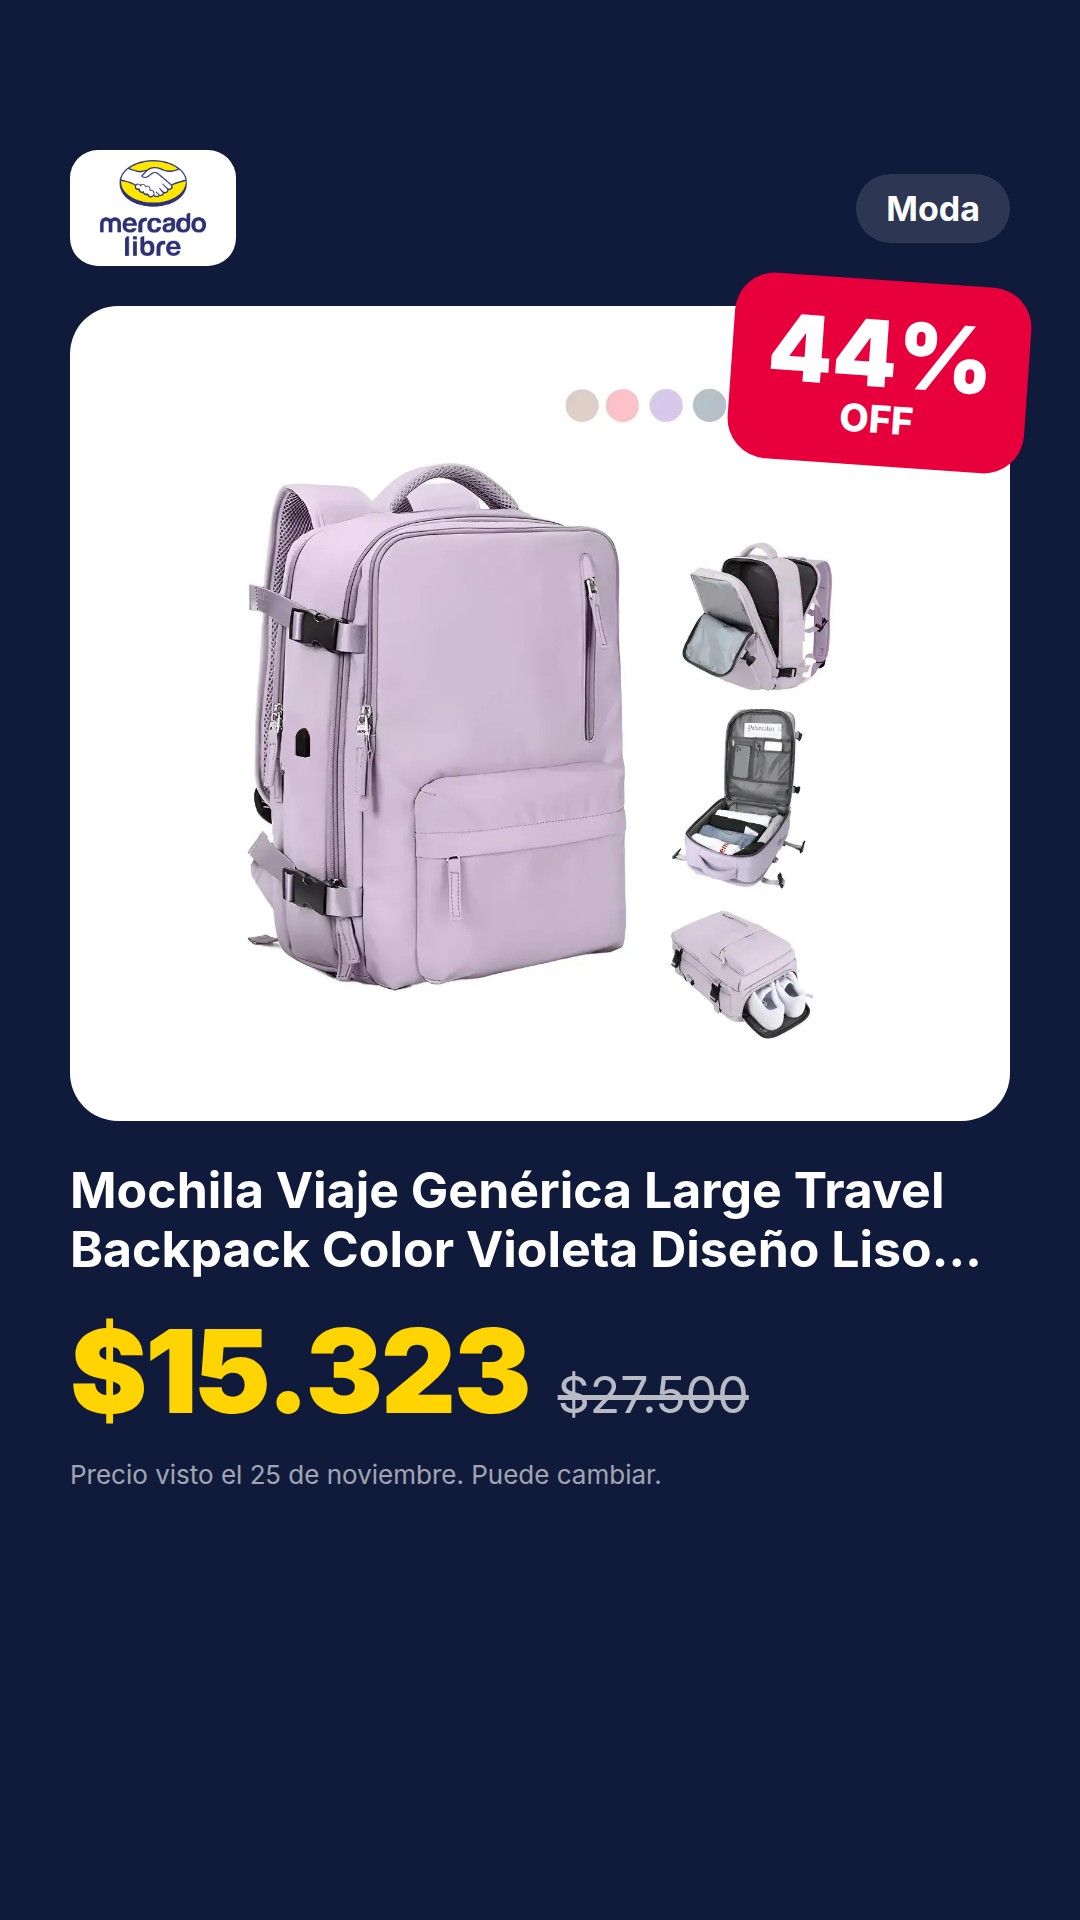 mercado
libre
Moda
44%
OFF
Mochila Viaje Genérica Large Travel
Backpack Color Violeta Diseño Liso...
$15.323 $27.500
Precio visto el 25 de noviembre. Puede cambiar.